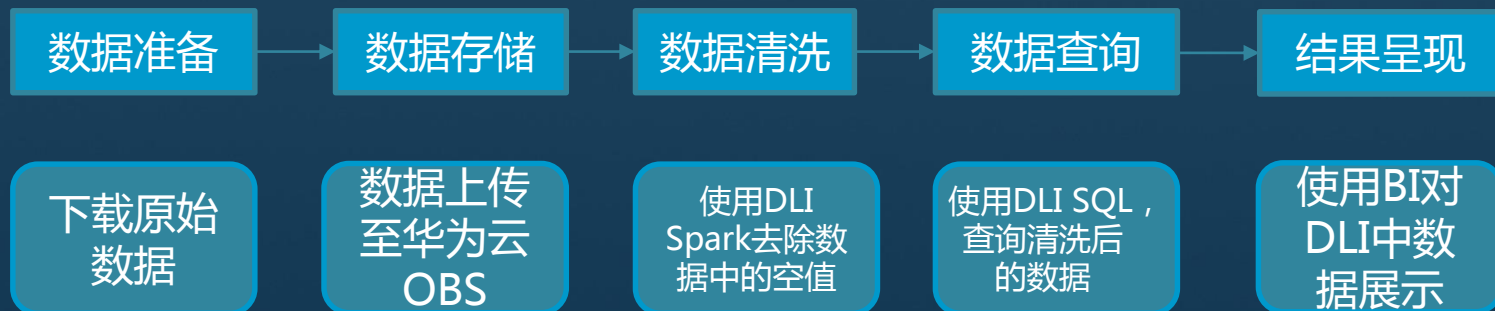 数据准备
数据存储
数据清洗
数据查询
结果呈现
下载原始
数据
数据上传
至华为云
OBS
使用DLI
Spark去除数
据中的空值
使用DLI SQL，
查询清洗后
的数据
使用BI对
DLI中数
据展示